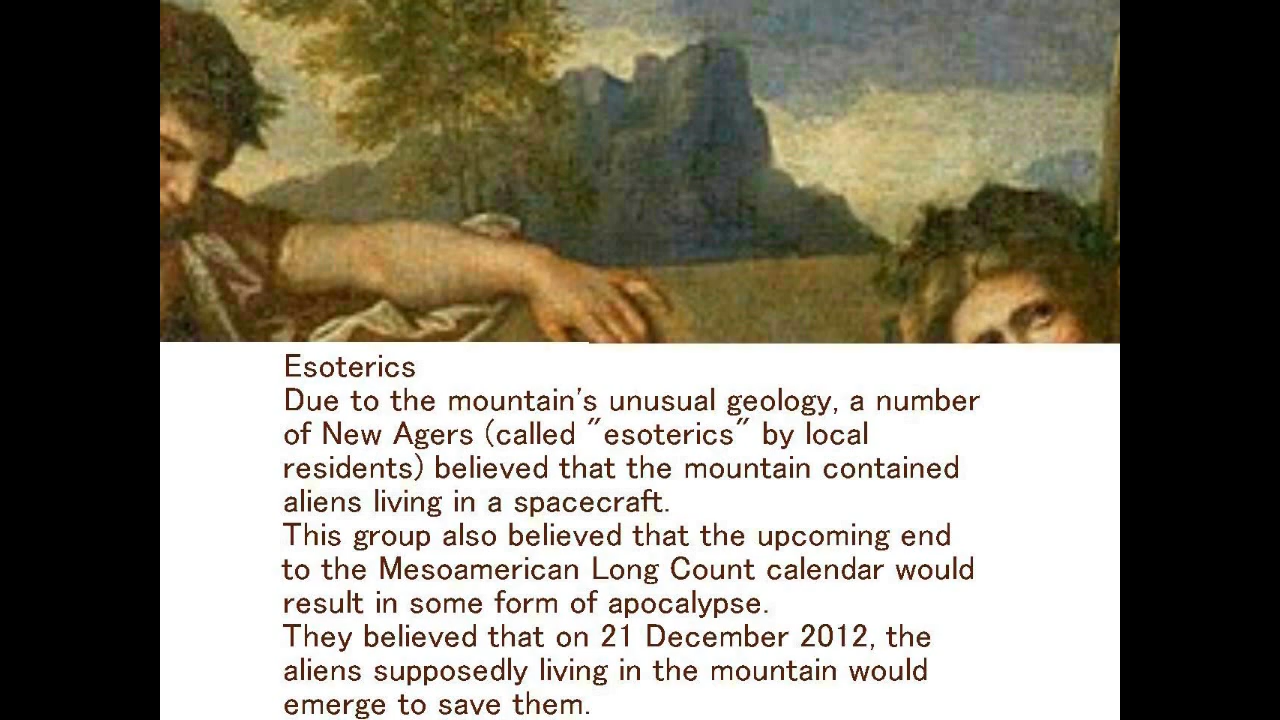 Esoterics
Due to the mountain's unusual geology, a number
of New Agers (called "esoterics" by local
residents) believed that the mountain contained
aliens living in a spacecraft.
This group also believed that the upcoming end
to the Mesoamerican Long Count calendar would
result in some form of apocalypse.
They believed that on 21 December 2012, the
aliens supposedly living in the mountain would
emerge to save them.